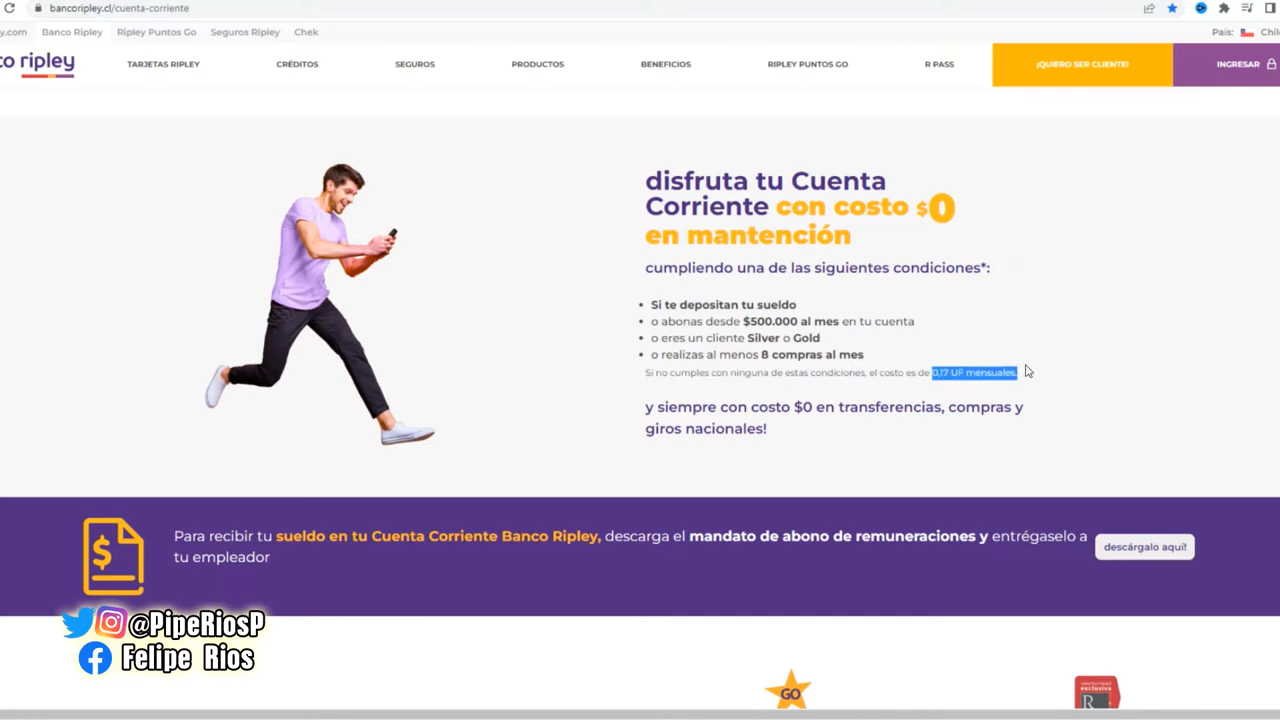 bancoripley.cl/cuenta-corriente
y.com Banco Ripley Ripley Puntos Go Seguros Ripley Chek País: Chil
co ripley TARJETAS RIPLEY CRÉDITOS SEGUROS PRODUCTOS BENEFICIOS RIPLEY PUNTOS GO R PASS ¡QUIERO SER CLIENTE! INGRESAR
disfruta tu Cuenta
Corriente con costo $0
en mantención
cumpliendo una de las siguientes condiciones*:
• Si te depositan tu sueldo
• o abonas desde $500.000 al mes en tu cuenta
• o eres un cliente Silver o Gold
• o realizas al menos 8 compras al mes
Si no cumples con ninguna de estas condiciones, el costo es de 0,17 UF mensuales.
y siempre con costo $0 en transferencias, compras y
giros nacionales!
Para recibir tu sueldo en tu Cuenta Corriente Banco Ripley, descarga el mandato de abono de remuneraciones y entrégaselo a
tu empleador
descárgalo aquí!
@PipeRiosP
Felipe Rios
GO
exclusiva
R